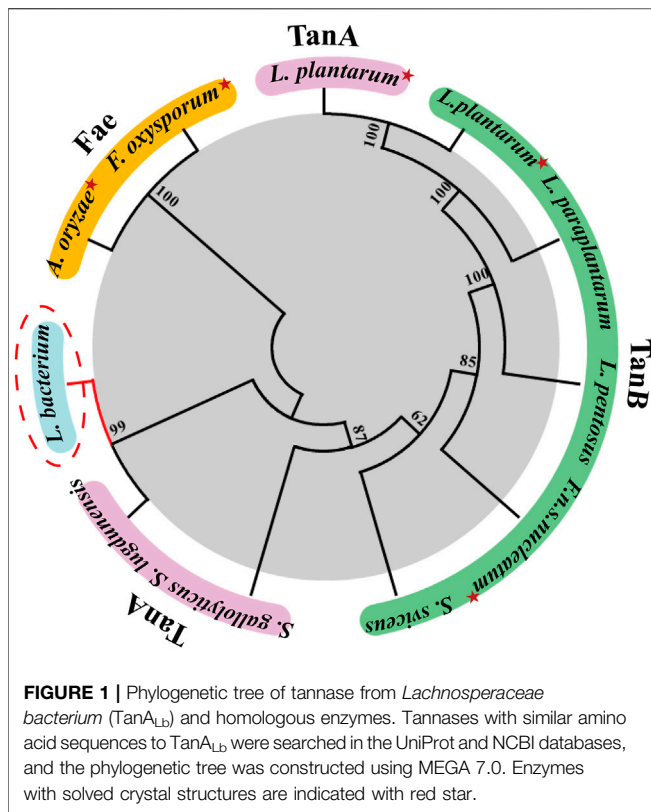 TanA
L. plantarum
L.plantarum
L. paraplantarum
L. pentosus
F.n.s.nucleatum
S. sviceus
TanB
Fae
F. oxysporum
A. oryzae
L. bacterium
S. lugdunensis
S. gallolyticus
TanA
100
100
100
100
85
62
87
99
FIGURE 1 | Phylogenetic tree of tannase from Lachnosperaceae
bacterium (TanALb) and homologous enzymes. Tannases with similar amino
acid sequences to TanALb were searched in the UniProt and NCBI databases,
and the phylogenetic tree was constructed using MEGA 7.0. Enzymes
with solved crystal structures are indicated with red star.